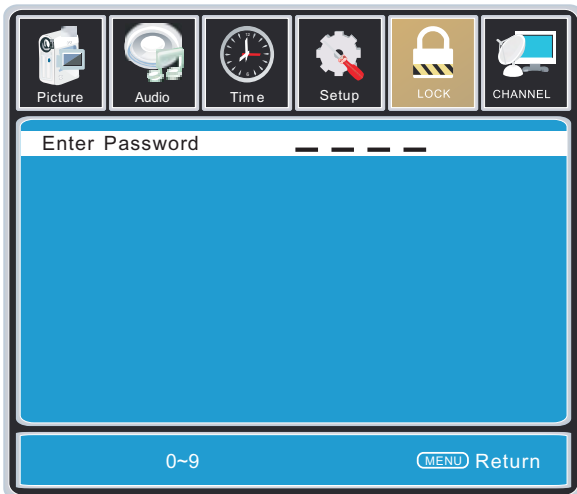 Picture Audio Time Setup LOCK CHANNEL
Enter Password _ _ _ _
0~9 MENU Return